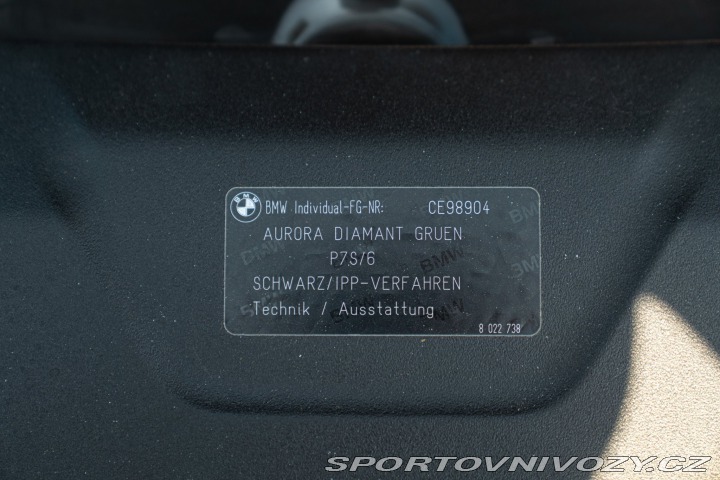 BMW
BMW Individual-FG-NR: CE98904
AURORA DIAMANT GRUEN
P7S/6
SCHWARZ/IPP-VERFAHREN
Technik / Ausstattung
8 022 738
SPORTOVNIVOZY.CZ